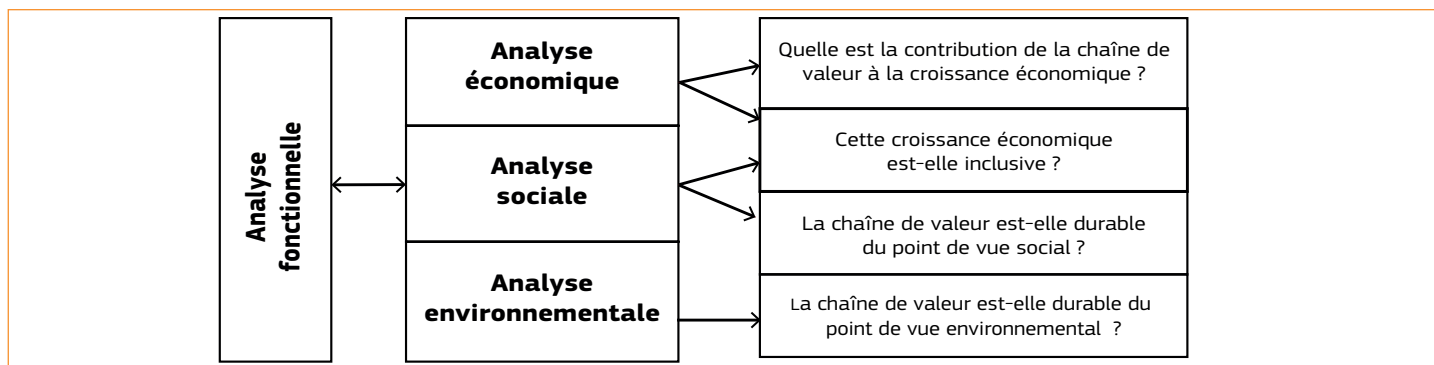 Analyse
fonctionnelle
Analyse
économique
Analyse
sociale
Analyse
environnementale
Quelle est la contribution de la chaîne de
valeur à la croissance économique ?
Cette croissance économique
est-elle inclusive ?
La chaîne de valeur est-elle durable
du point de vue social ?
La chaîne de valeur est-elle durable du
point de vue environnemental ?